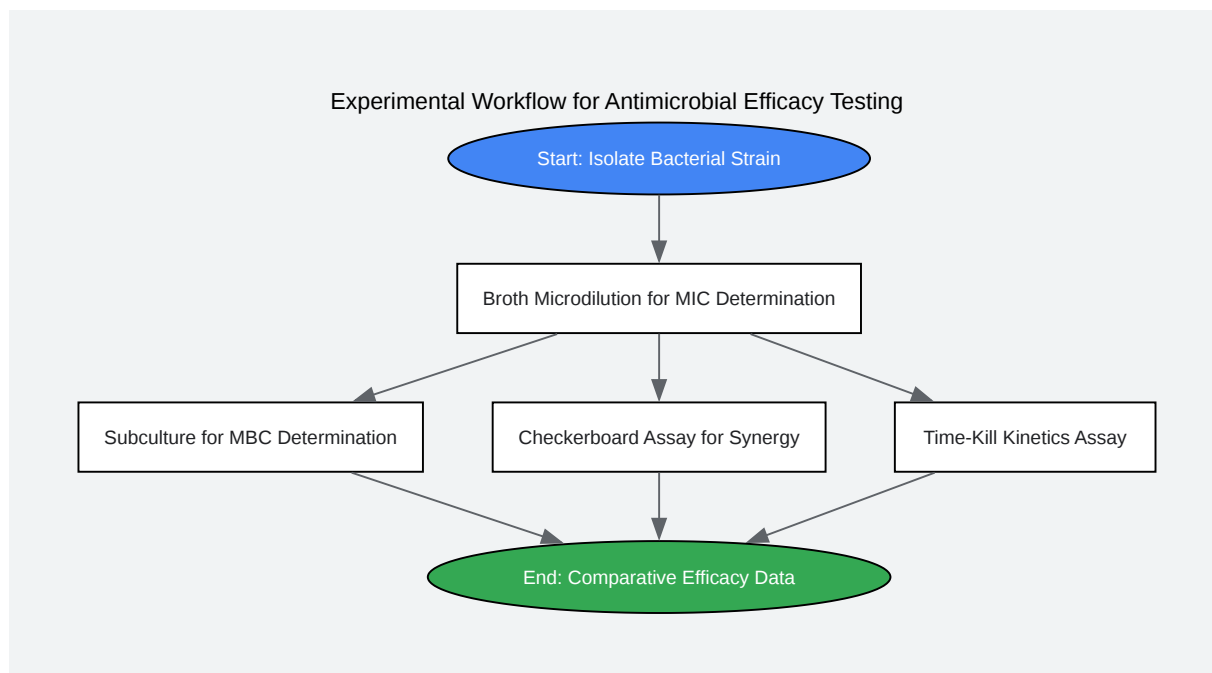 Experimental Workflow for Antimicrobial Efficacy Testing
Start: Isolate Bacterial Strain
Broth Microdilution for MIC Determination
Subculture for MBC Determination
Checkerboard Assay for Synergy
Time-Kill Kinetics Assay
End: Comparative Efficacy Data